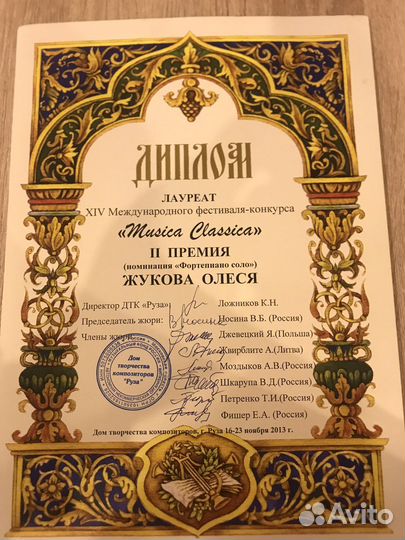 ДИПЛОМ
ЛАУРЕАТ
XIV Международного фестиваля-конкурса
«Musica Classica»
II ПРЕМИЯ
(номинация «Фортепиано соло»)
ЖУКОВА ОЛЕСЯ
Директор ДТК «Руза» Ложников К.Н.
Председатель жюри: Носина В.Б. (Россия)
Члены жюри: Джевецкий Я.(Польша)
Жвирблите А.(Литва)
Моздыков А.В.(Россия)
Шкарупа В.Д.(Россия)
Петренко Т.И.(Россия)
Фишер Е.А. (Россия)
Дом
творчества
композиторов
"Руза"
Дом творчества композиторов, г. Руза 16-23 ноября 2013 г.
Avito